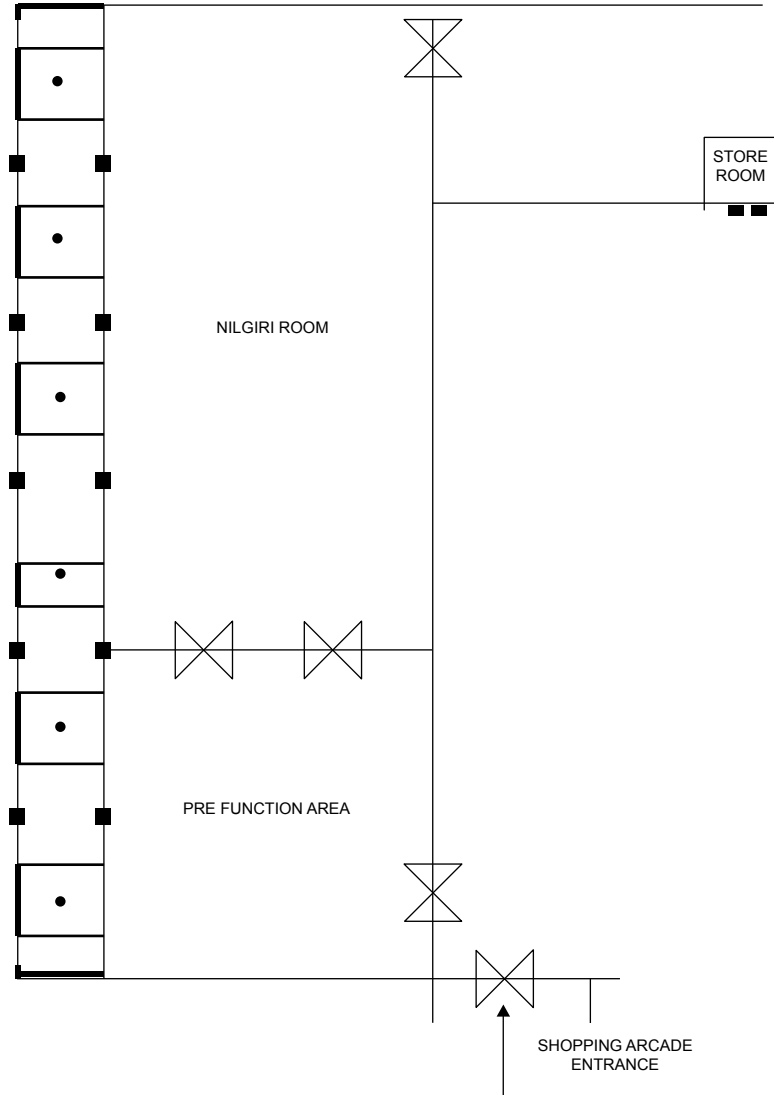 STORE
ROOM
NILGIRI ROOM
PRE FUNCTION AREA
SHOPPING ARCADE
ENTRANCE